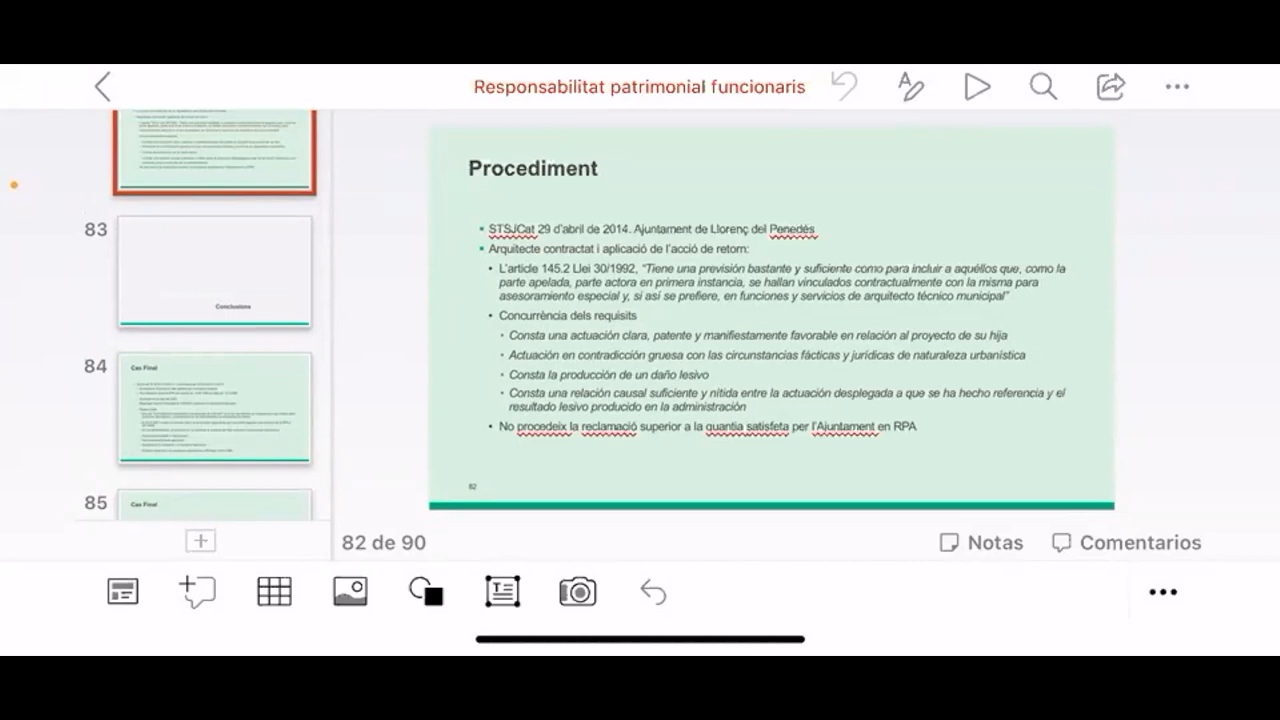 Responsabilitat patrimonial funcionaris
83
Conclusions
84
Cas Final
85
Cas Final
Procediment
STSJCat 29 d'abril de 2014. Ajuntament de Llorenç del Penedés
Arquitecte contractat i aplicació de l'acció de retorn:
L'article 145.2 Llei 30/1992, "Tiene una previsión bastante y suficiente como para incluir a aquéllos que, como la
parte apelada, parte actora en primera instancia, se hallan vinculados contractualmente con la misma para
asesoramiento especial y, si así se prefiere, en funciones y servicios de arquitecto técnico municipal"
Concurrència dels requisits
Consta una actuación clara, patente y manifiestamente favorable en relación al proyecto de su hija
Actuación en contradicción gruesa con las circunstancias fácticas y jurídicas de naturaleza urbanística
Consta la producción de un daño lesivo
Consta una relación causal suficiente y nítida entre la actuación desplegada a que se ha hecho referencia y el
resultado lesivo producido en la administración
No procedeix la reclamació superior a la quantia satisfeta per l'Ajuntament en RPA
82
82 de 90
Notas
Comentarios